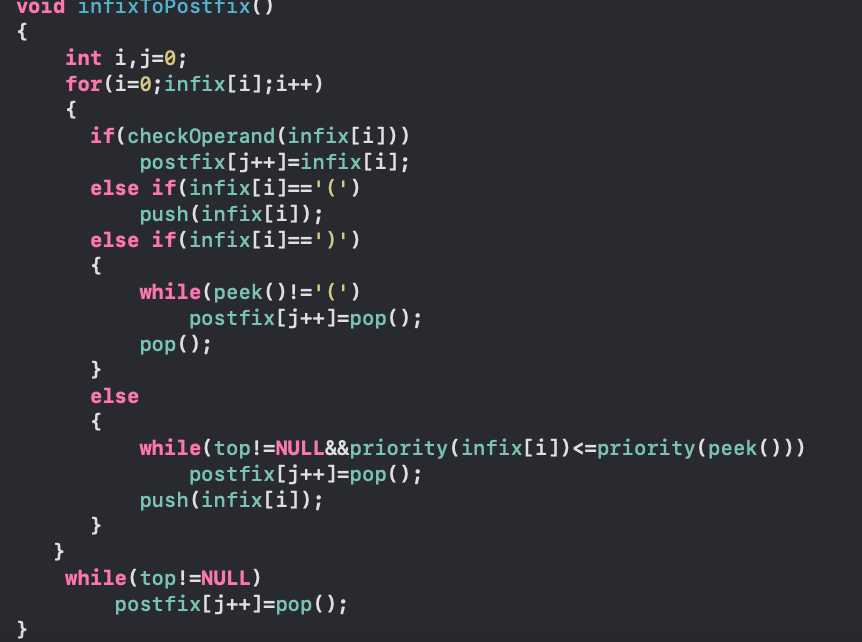 void infixToPostfix()
{
    int i,j=0;
    for(i=0;infix[i];i++)
    {
      if(checkOperand(infix[i]))
          postfix[j++]=infix[i];
      else if(infix[i]=='(')
          push(infix[i]);
      else if(infix[i]==')')
      {
          while(peek()!='(')
              postfix[j++]=pop();
          pop();
      }
      else
      {
          while(top!=NULL&&priority(infix[i])<=priority(peek()))
              postfix[j++]=pop();
          push(infix[i]);
      }
   }
    while(top!=NULL)
        postfix[j++]=pop();
}